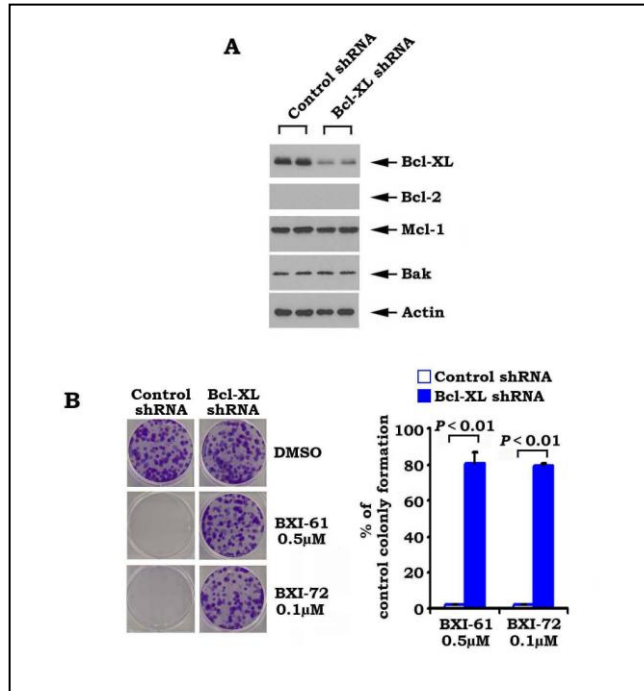 A
Control shRNA
Bcl-XL shRNA
Bcl-XL
Bcl-2
Mcl-1
Bak
Actin
B
Control
shRNA
Bcl-XL
shRNA
DMSO
BXI-61
0.5μM
BXI-72
0.1μM
Control shRNA
Bcl-XL shRNA
P < 0.01
P < 0.01
% of
control colonly formation
100
80
60
40
20
0
BXI-61
0.5μM
BXI-72
0.1μM